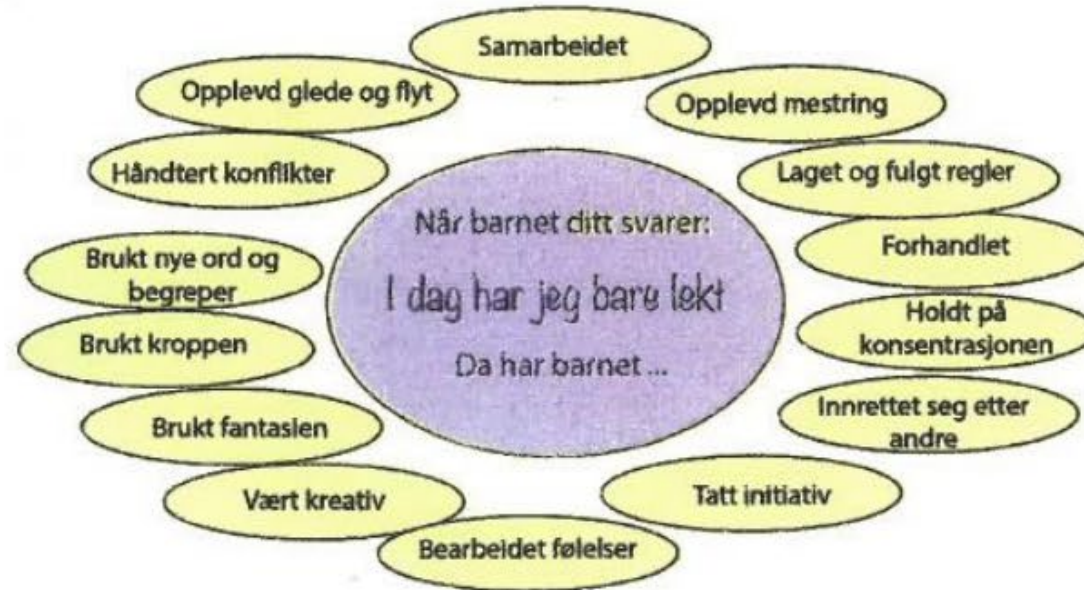 Når barnet ditt svarer:
I dag har jeg bare lekt
Da har barnet ...
Samarbeidet
Opplevd mestring
Laget og fulgt regler
Forhandlet
Holdt på
konsentrasjonen
Innrettet seg etter
andre
Tatt initiativ
Bearbeidet følelser
Vært kreativ
Brukt fantasien
Brukt kroppen
Brukt nye ord og
begreper
Håndtert konflikter
Opplevd glede og flyt